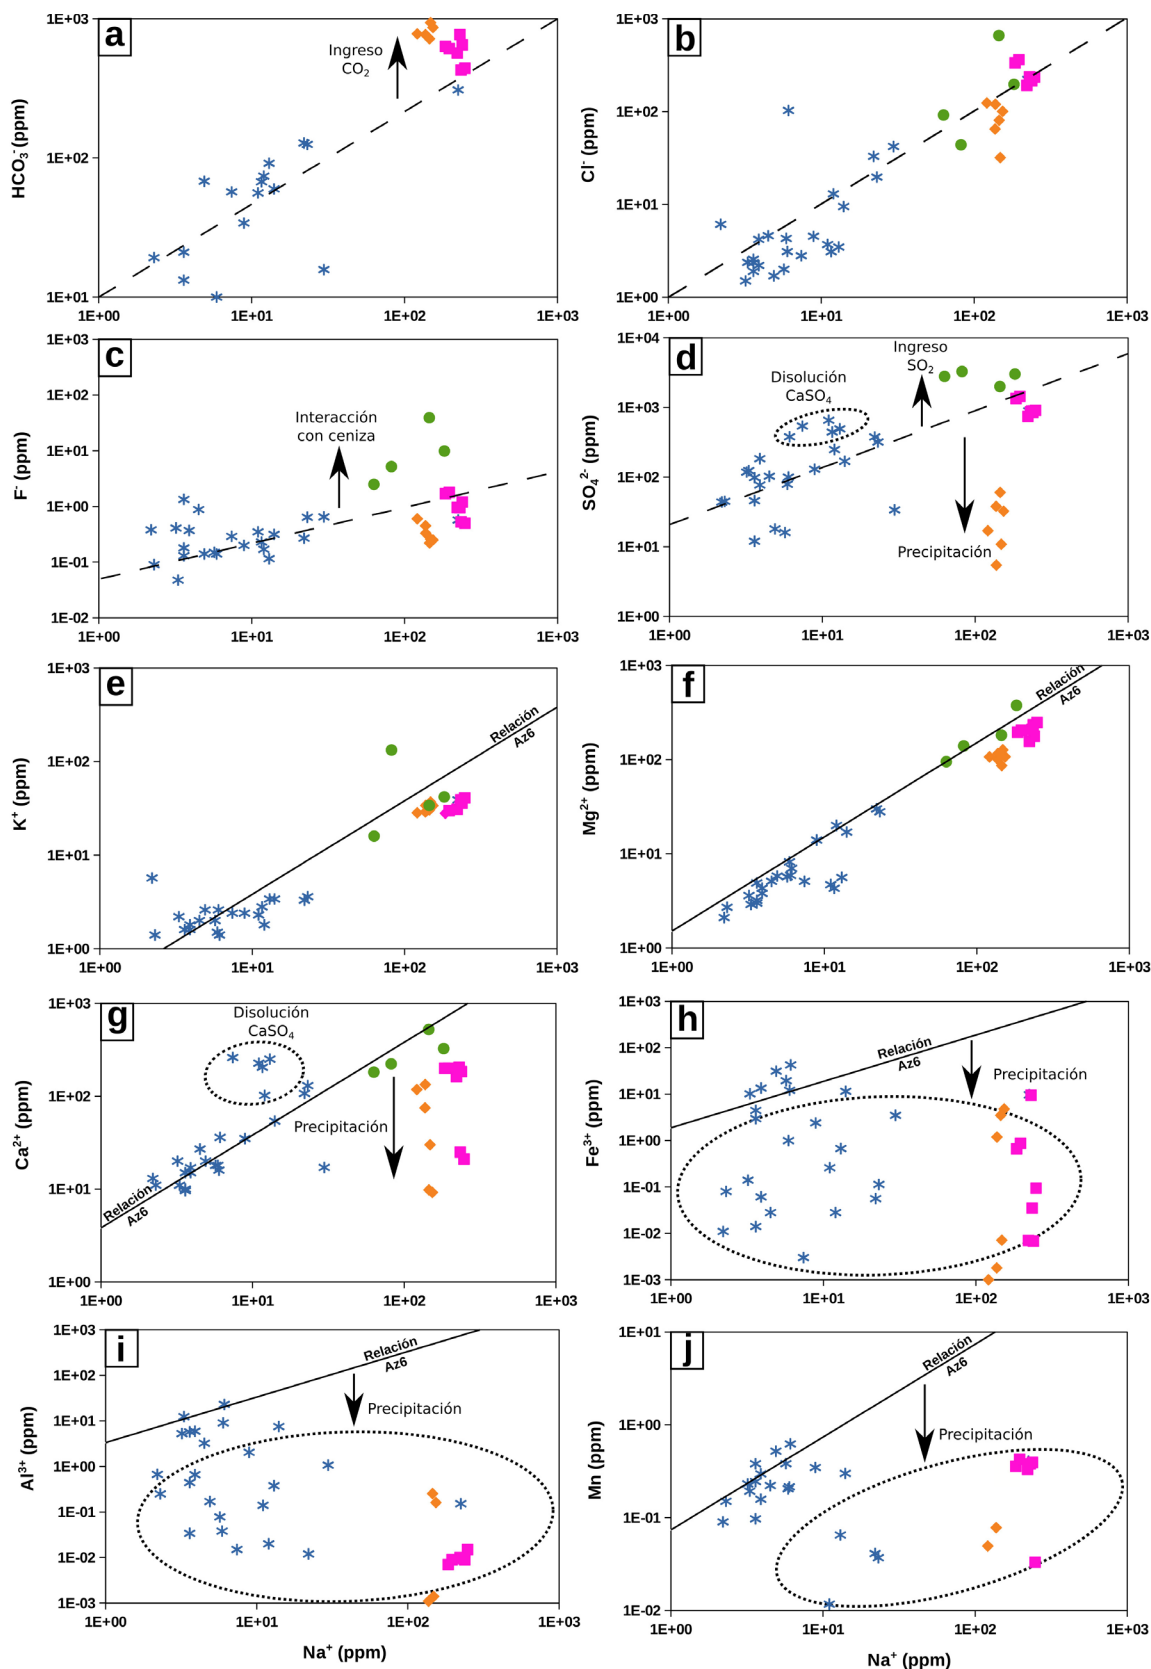 a
Ingreso
CO2
HCO3- (ppm)
1E+03
1E+02
1E+01
1E+00
1E+01
1E+02
1E+03
b
Cl- (ppm)
1E+03
1E+02
1E+01
1E+00
1E+00
1E+01
1E+02
1E+03
c
Interacción
con ceniza
F- (ppm)
1E+03
1E+02
1E+01
1E+00
1E-01
1E-02
1E+00
1E+01
1E+02
1E+03
d
Ingreso
SO2
Disolución
CaSO4
Precipitación
SO42- (ppm)
1E+04
1E+03
1E+02
1E+01
1E+00
1E+00
1E+01
1E+02
1E+03
e
Relación
Az6
K+ (ppm)
1E+03
1E+02
1E+01
1E+00
1E+00
1E+01
1E+02
1E+03
f
Relación
Az6
Mg2+ (ppm)
1E+03
1E+02
1E+01
1E+00
1E+00
1E+01
1E+02
1E+03
g
Disolución
CaSO4
Precipitación
Relación
Az6
Ca2+ (ppm)
1E+03
1E+02
1E+01
1E+00
1E+00
1E+01
1E+02
1E+03
h
Relación
Az6
Precipitación
Fe3+ (ppm)
1E+03
1E+02
1E+01
1E+00
1E-01
1E-02
1E-03
1E+00
1E+01
1E+02
1E+03
i
Relación
Az6
Precipitación
Al3+ (ppm)
1E+03
1E+02
1E+01
1E+00
1E-01
1E-02
1E-03
1E+00
1E+01
1E+02
1E+03
Na+ (ppm)
j
Relación
Az6
Precipitación
Mn (ppm)
1E+01
1E+00
1E-01
1E-02
1E+00
1E+01
1E+02
1E+03
Na+ (ppm)